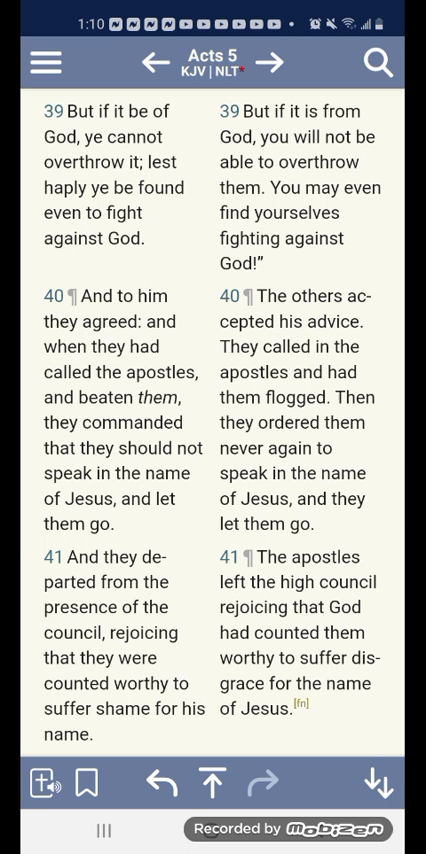 1:10
Acts 5
KJV | NLT*
39 But if it be of
God, ye cannot
overthrow it; lest
haply ye be found
even to fight
against God.
40 ¶ And to him
they agreed: and
when they had
called the apostles,
and beaten them,
they commanded
that they should not
speak in the name
of Jesus, and let
them go.
41 And they de-
parted from the
presence of the
council, rejoicing
that they were
counted worthy to
suffer shame for his
name.
39 But if it is from
God, you will not be
able to overthrow
them. You may even
find yourselves
fighting against
God!”
40 ¶ The others ac-
cepted his advice.
They called in the
apostles and had
them flogged. Then
they ordered them
never again to
speak in the name
of Jesus, and they
let them go.
41 ¶ The apostles
left the high council
rejoicing that God
had counted them
worthy to suffer dis-
grace for the name
of Jesus.[fn]
Recorded by mobizen